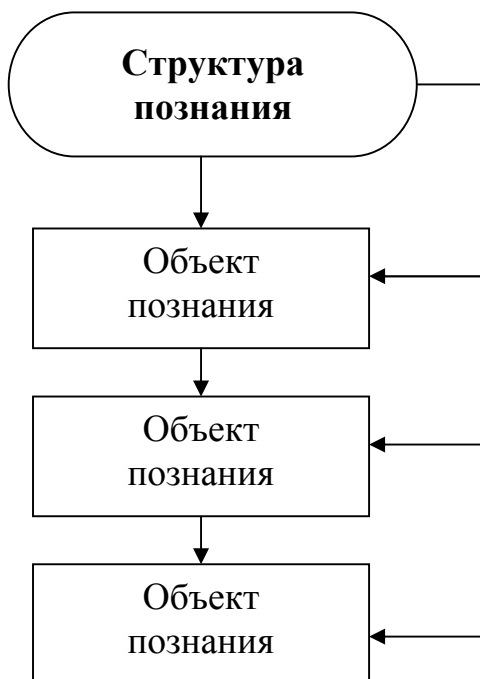 Структура
познания
Объект
познания
Объект
познания
Объект
познания